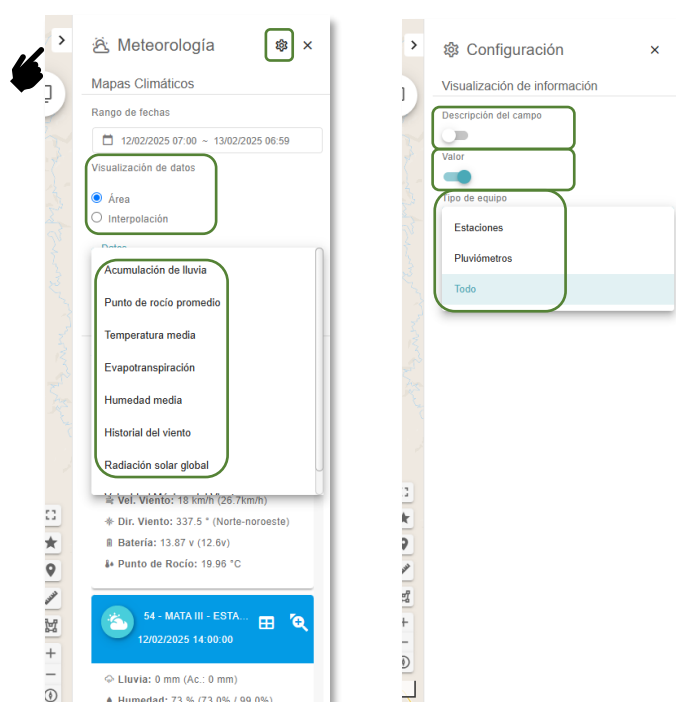 Meteorología
Mapas Climáticos
Rango de fechas
12/02/2025 07:00 ~ 13/02/2025 06:59
Visualización de datos
Área
Interpolación
Datos
Acumulación de lluvia
Punto de rocío promedio
Temperatura media
Evapotranspiración
Humedad media
Historial del viento
Radiación solar global
Vel. Viento: 18 km/h (26.7km/h)
Dir. Viento: 337.5 ° (Norte-noroeste)
Batería: 13.87 v (12.6v)
Punto de Rocío: 19.96 °C
54 - MATA III - ESTA...
12/02/2025 14:00:00
Lluvia: 0 mm (Ac.: 0 mm)
Humedad: 73 % (73.0% / 99.0%)
Configuración
Visualización de información
Descripción del campo
Valor
Tipo de equipo
Estaciones
Pluviómetros
Todo